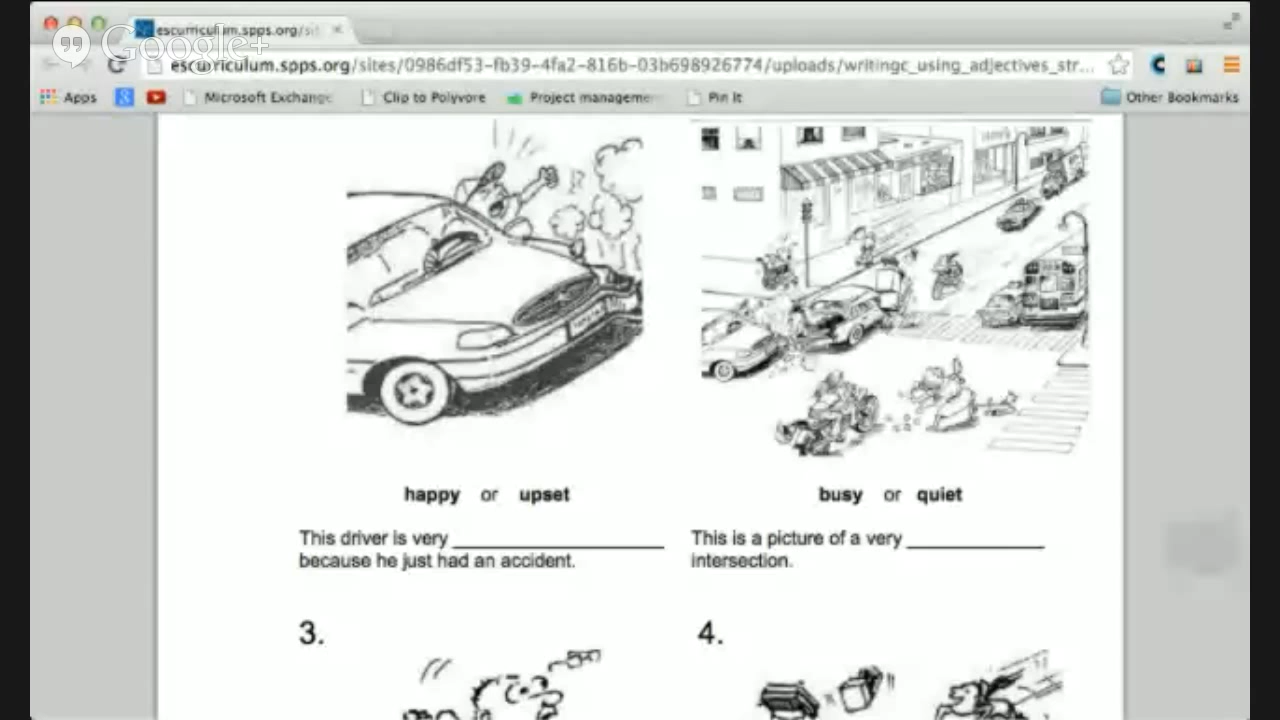 escurriculum.spps.org/si
Google+
escurriculum.spps.org/sites/0986df53-fb39-4fa2-816b-03b698926774/uploads/writingc_using_adjectives_str...
Apps
Microsoft Exchange
Clip to Polyvore
Project manageme
Pin It
Other Bookmarks
happy or upset
busy or quiet
This driver is very ____________________
because he just had an accident.
This is a picture of a very _____________
intersection.
3.
4.